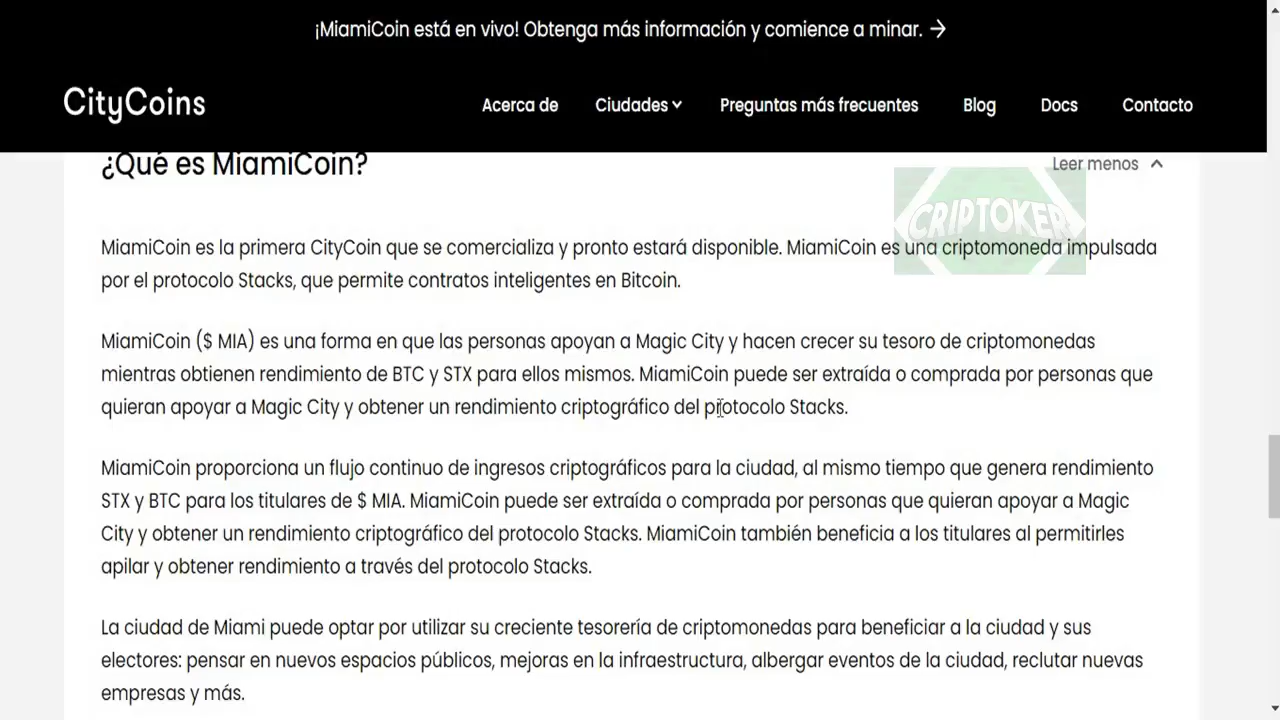 ¡MiamiCoin está en vivo! Obtenga más información y comience a minar. →
CityCoins
Acerca de
Ciudades
Preguntas más frecuentes
Blog
Docs
Contacto
¿Qué es MiamiCoin?
Leer menos
CRIPTOKER
MiamiCoin es la primera CityCoin que se comercializa y pronto estará disponible. MiamiCoin es una criptomoneda impulsada
por el protocolo Stacks, que permite contratos inteligentes en Bitcoin.
MiamiCoin ($ MIA) es una forma en que las personas apoyan a Magic City y hacen crecer su tesoro de criptomonedas
mientras obtienen rendimiento de BTC y STX para ellos mismos. MiamiCoin puede ser extraída o comprada por personas que
quieran apoyar a Magic City y obtener un rendimiento criptográfico del protocolo Stacks.
MiamiCoin proporciona un flujo continuo de ingresos criptográficos para la ciudad, al mismo tiempo que genera rendimiento
STX y BTC para los titulares de $ MIA. MiamiCoin puede ser extraída o comprada por personas que quieran apoyar a Magic
City y obtener un rendimiento criptográfico del protocolo Stacks. MiamiCoin también beneficia a los titulares al permitirles
apilar y obtener rendimiento a través del protocolo Stacks.
La ciudad de Miami puede optar por utilizar su creciente tesorería de criptomonedas para beneficiar a la ciudad y sus
electores: pensar en nuevos espacios públicos, mejoras en la infraestructura, albergar eventos de la ciudad, reclutar nuevas
empresas y más.